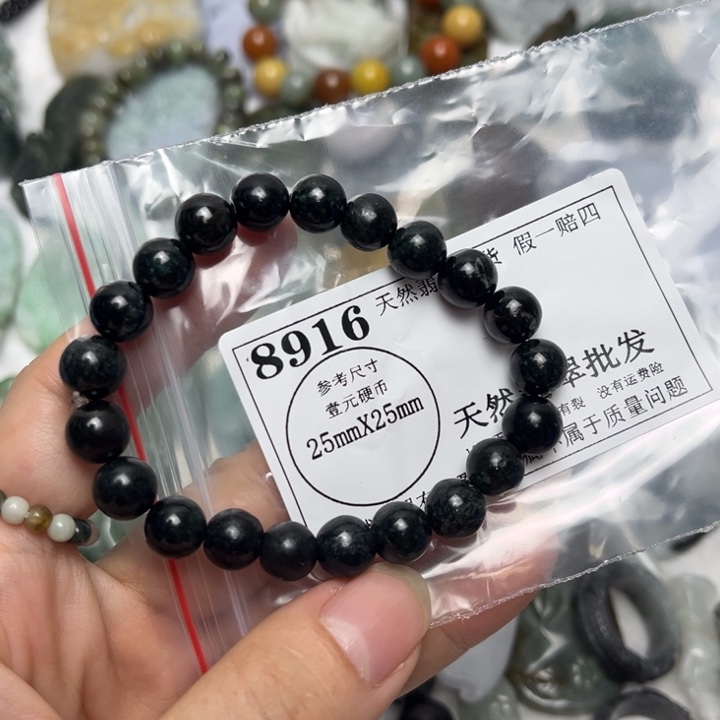 天然 货 假一赔四
8916
参考尺寸
壹元硬币
25mmX25mm
天然 翠批发
有裂 没有运费险
属于质量问题